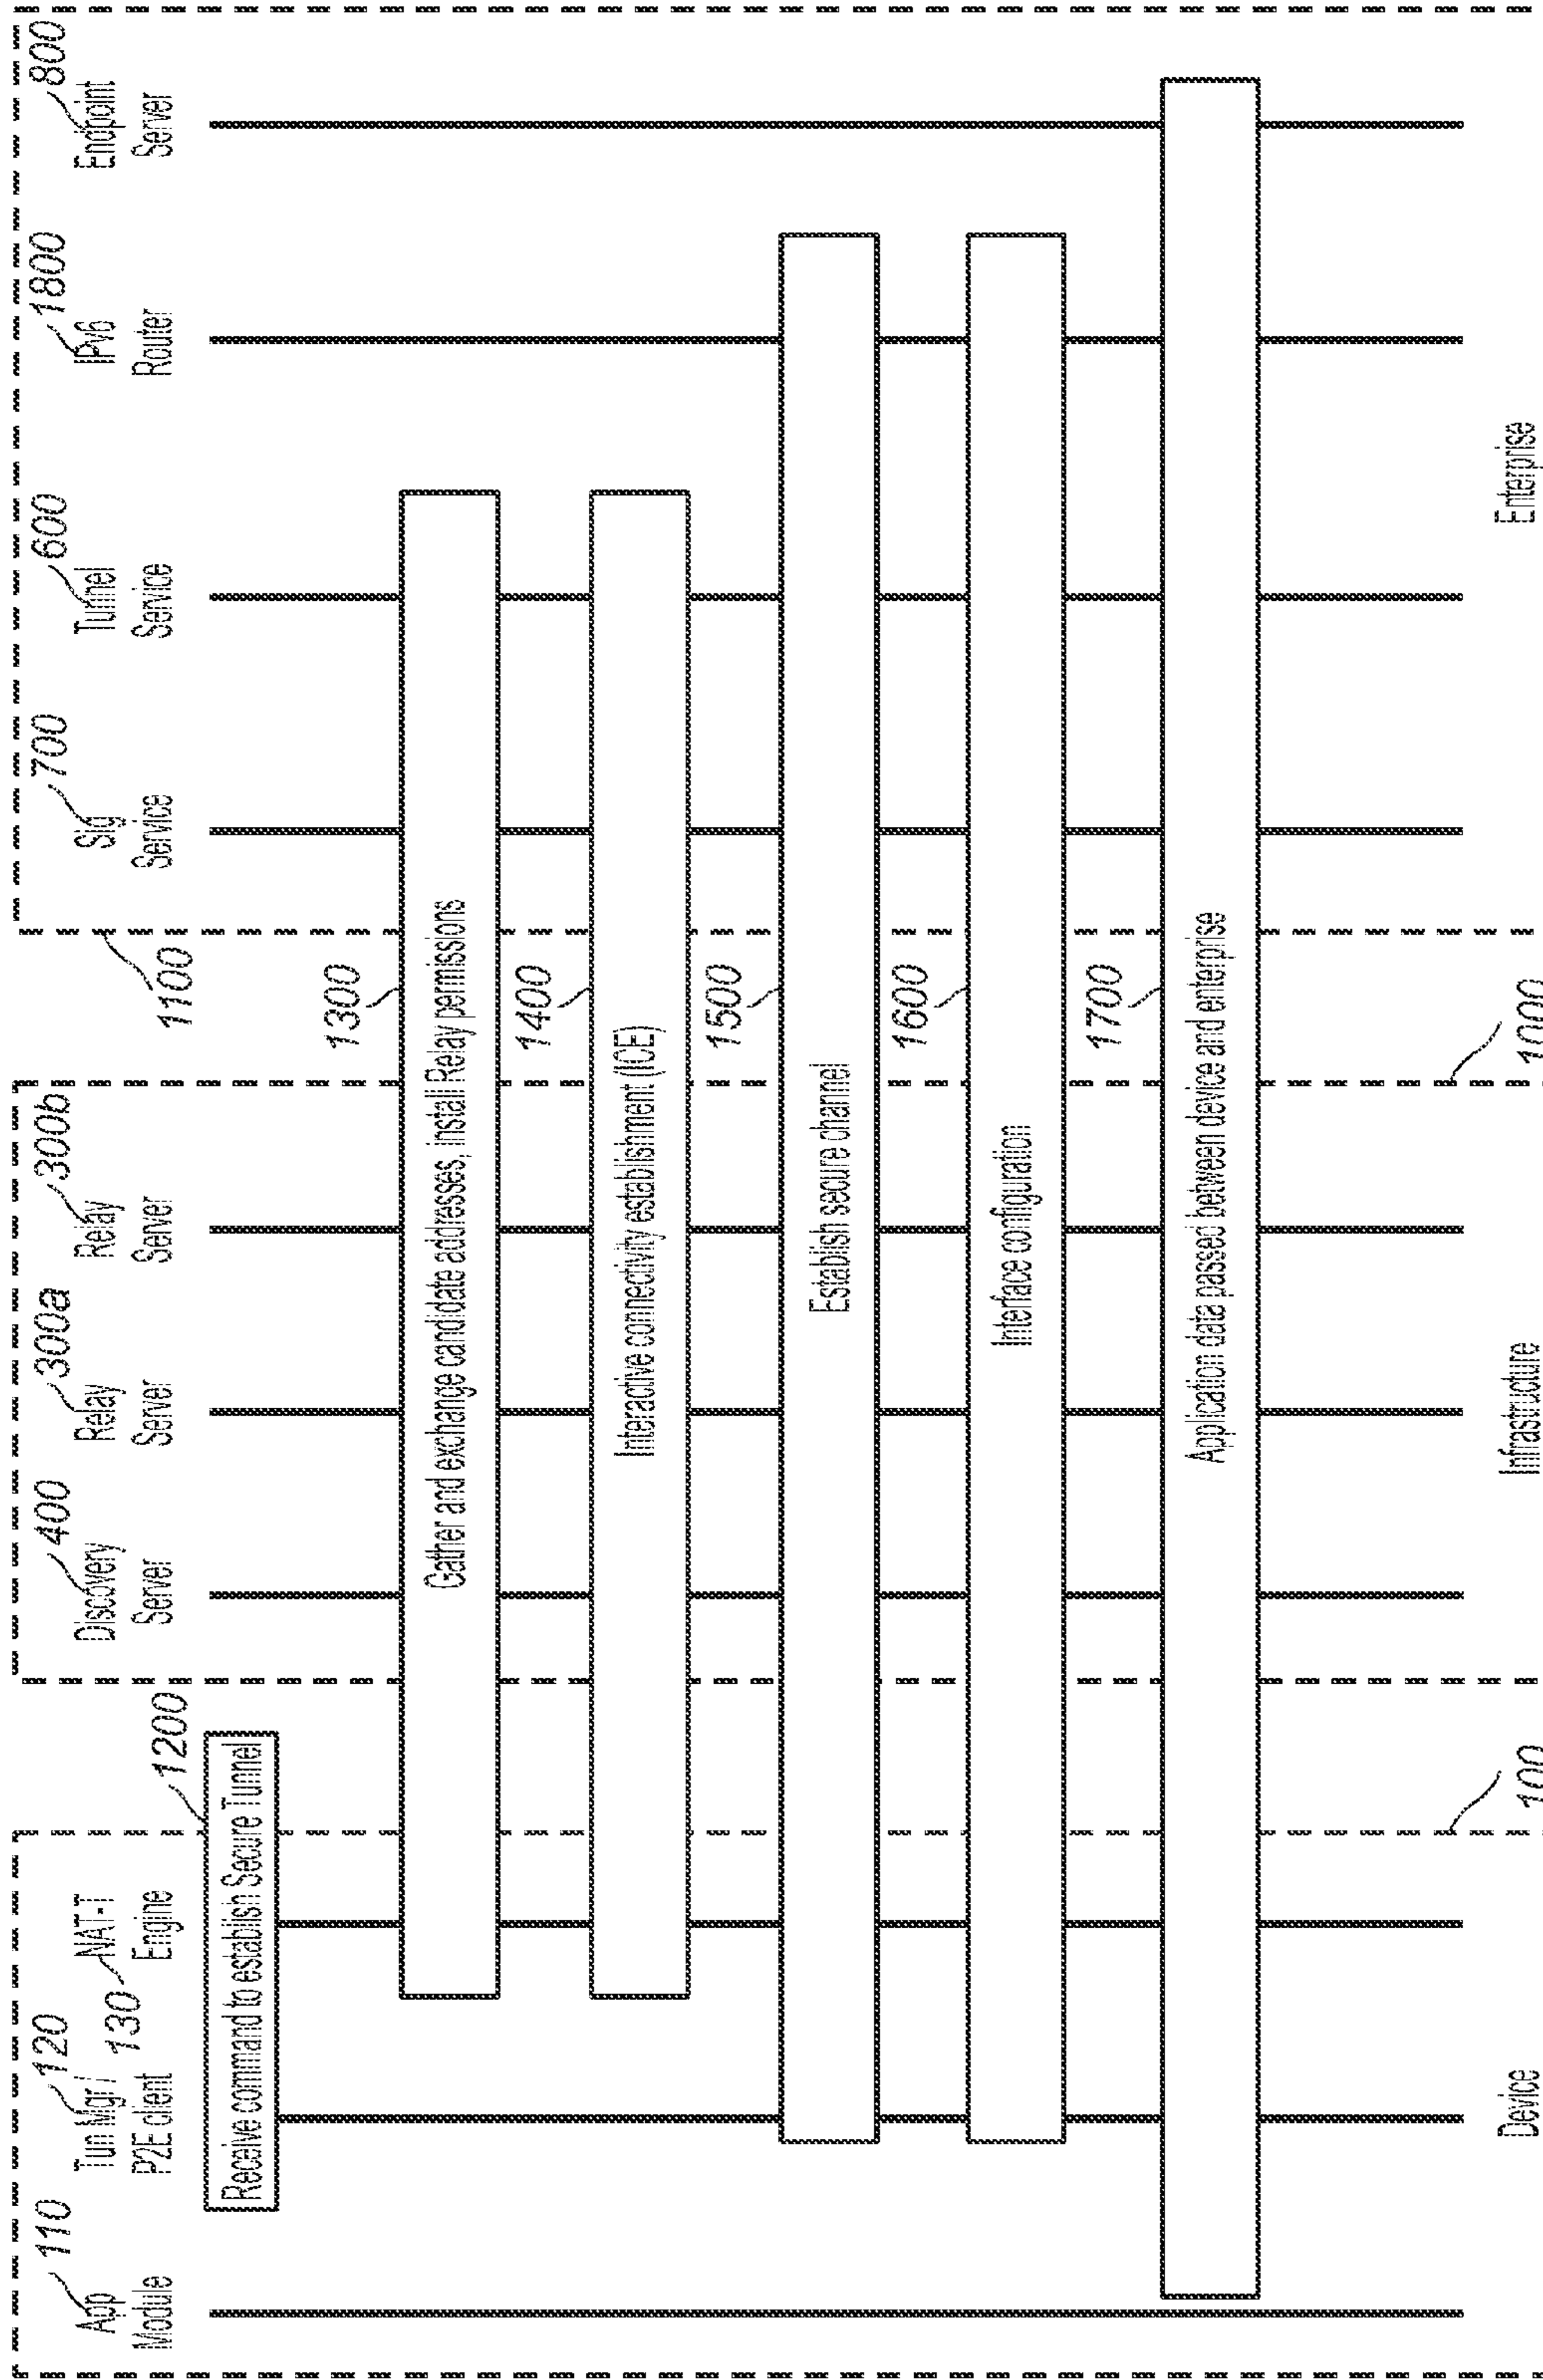 110
App
Module
120
Tun Mgr /
P2E client
130
NAT-T
Engine
400
Discovery
Server
300a
Relay
Server
300b
Relay
Server
700
Sig
Service
600
Tunnel
Service
1800
IPv6
Router
800
Endpoint
Server
1200
Receive command to establish Secure Tunnel
1100
1300
Gather and exchange candidate addresses, install Relay permissions
1400
Interactive connectivity establishment (ICE)
1500
Establish secure channel
1600
Interface configuration
1700
Application data passed between device and enterprise
100
1000
Device
Infrastructure
Enterprise